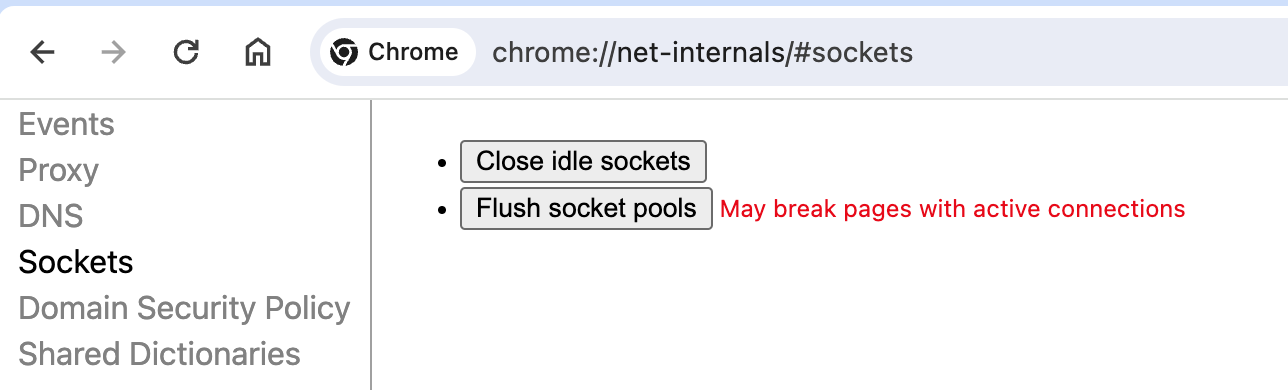 Chrome chrome://net-internals/#sockets
Events
Proxy
DNS
Sockets
Domain Security Policy
Shared Dictionaries
Close idle sockets
Flush socket pools May break pages with active connections